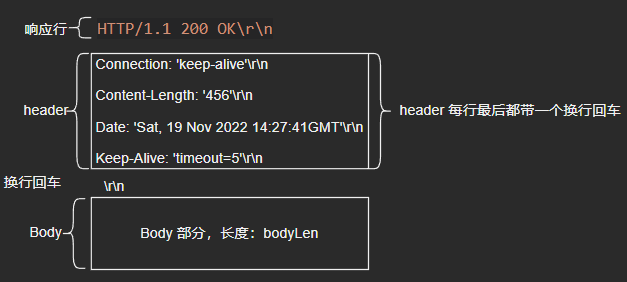 响应行
HTTP/1.1 200 OK\r\n
header
Connection: 'keep-alive'\r\n
Content-Length: '456'\r\n
Date: 'Sat, 19 Nov 2022 14:27:41GMT'\r\n
Keep-Alive: 'timeout=5'\r\n
header 每行最后都带一个换行回车
换行回车
\r\n
Body
Body 部分，长度：bodyLen